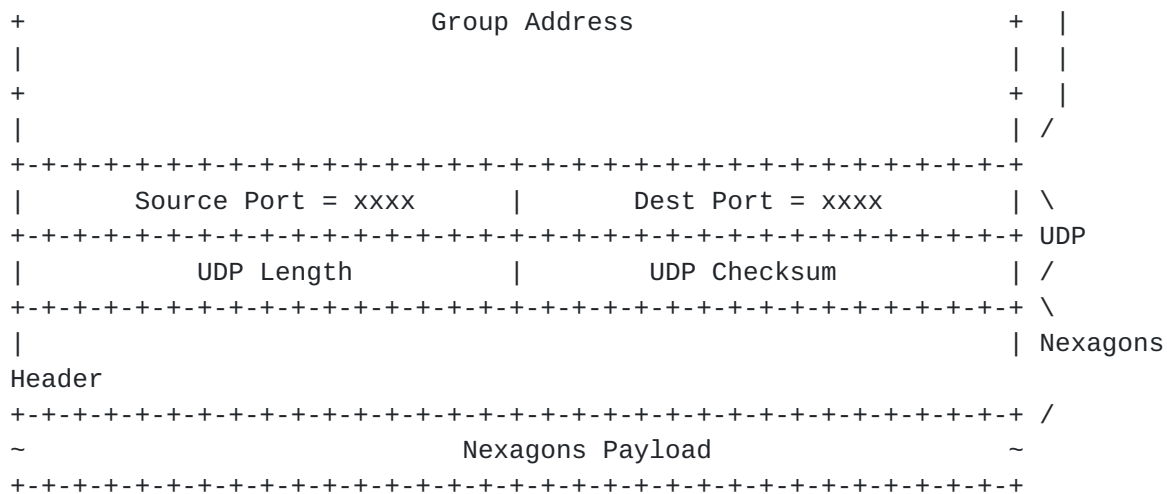 +                          Group Address                        +  |
|                                                               |  |
+                                                               +  |
|                                                               | /
+-+-+-+-+-+-+-+-+-+-+-+-+-+-+-+-+-+-+-+-+-+-+-+-+-+-+-+-+-+-+-+-+
|       Source Port = xxxx      |       Dest Port = xxxx        | \
+-+-+-+-+-+-+-+-+-+-+-+-+-+-+-+-+-+-+-+-+-+-+-+-+-+-+-+-+-+-+-+-+ UDP
|           UDP Length          |        UDP Checksum           | /
+-+-+-+-+-+-+-+-+-+-+-+-+-+-+-+-+-+-+-+-+-+-+-+-+-+-+-+-+-+-+-+-+ \
|                                                               | Nexagons
Header
+-+-+-+-+-+-+-+-+-+-+-+-+-+-+-+-+-+-+-+-+-+-+-+-+-+-+-+-+-+-+-+-+ /
~                            Nexagons Payload                   ~
+-+-+-+-+-+-+-+-+-+-+-+-+-+-+-+-+-+-+-+-+-+-+-+-+-+-+-+-+-+-+-+-+